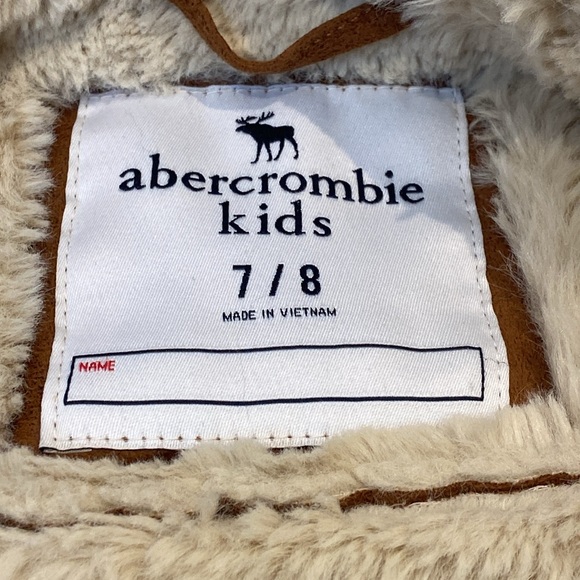 abercrombie
kids
7 / 8
MADE IN VIETNAM
NAME